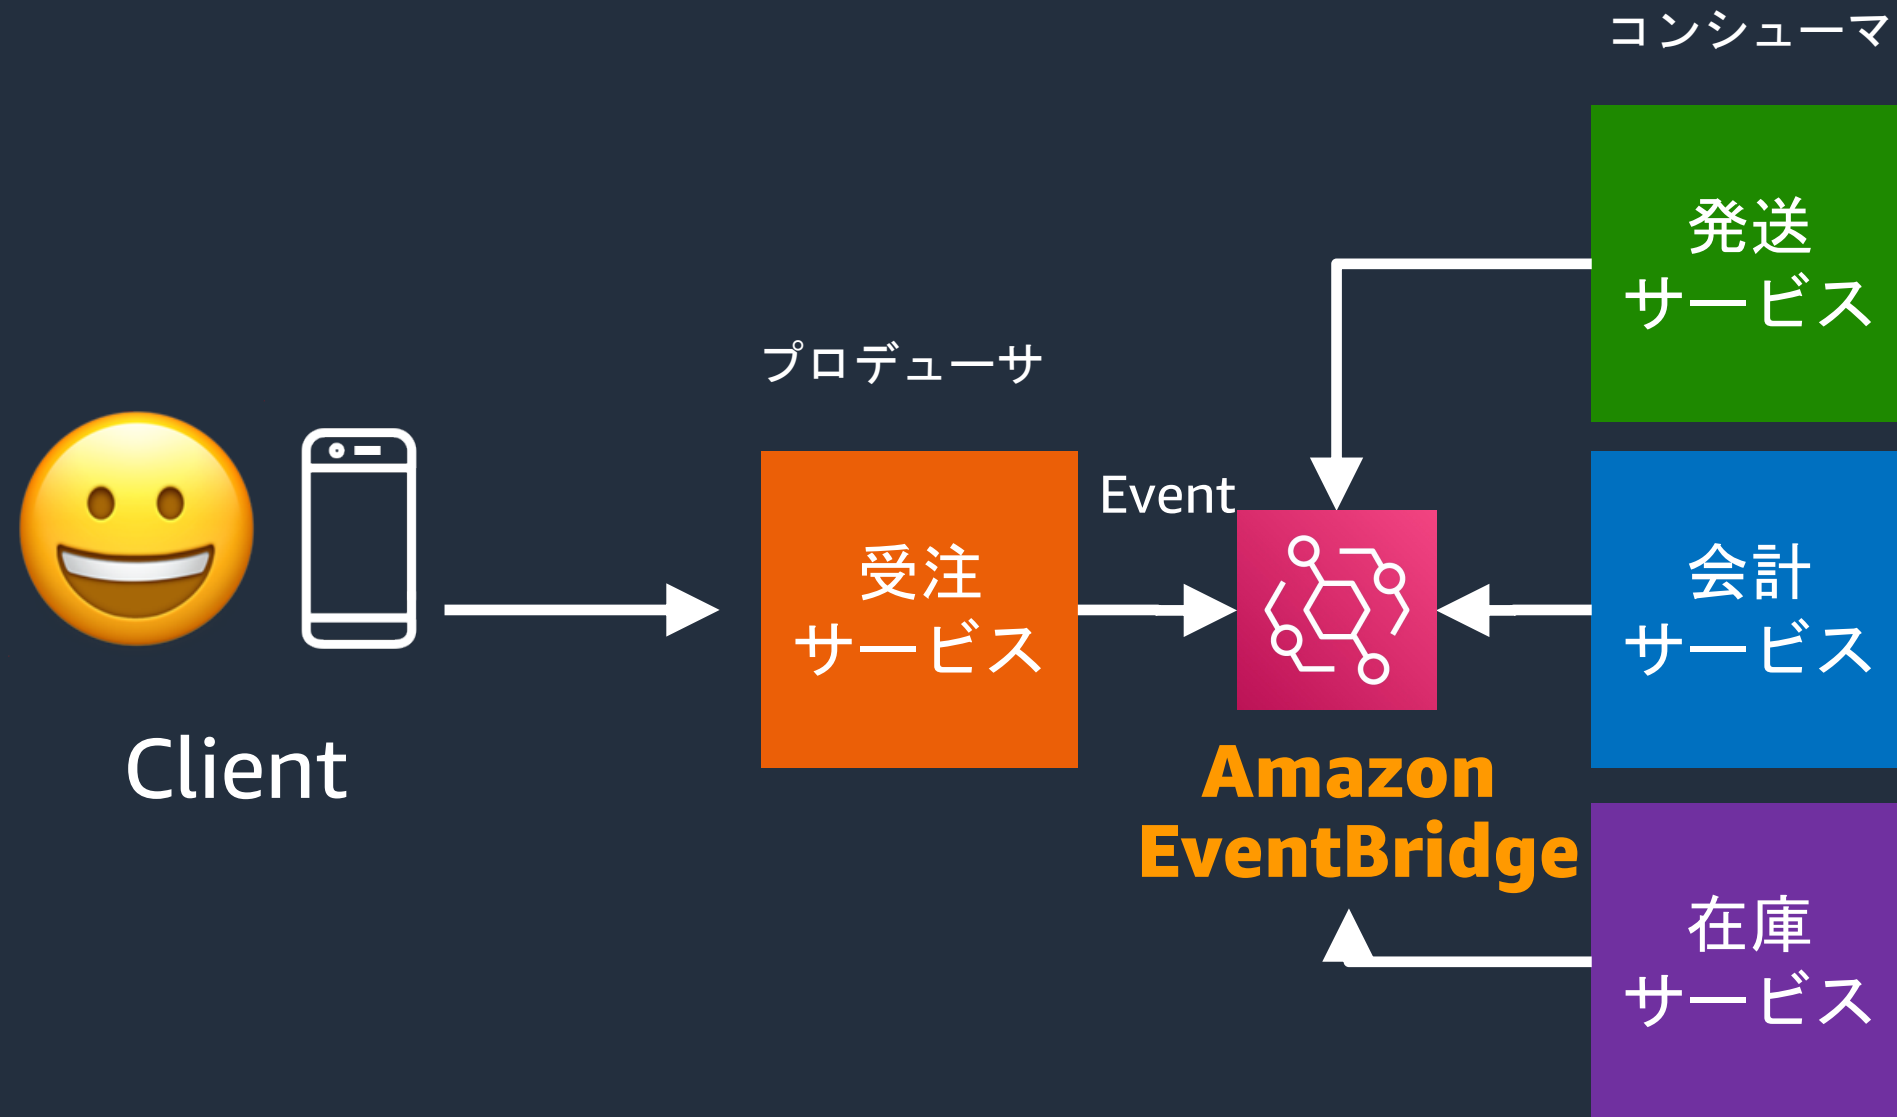 コンシューマ
発送
サービス
プロデューサ
Event
受注
サービス
会計
サービス
Client
Amazon
EventBridge
在庫
サービス